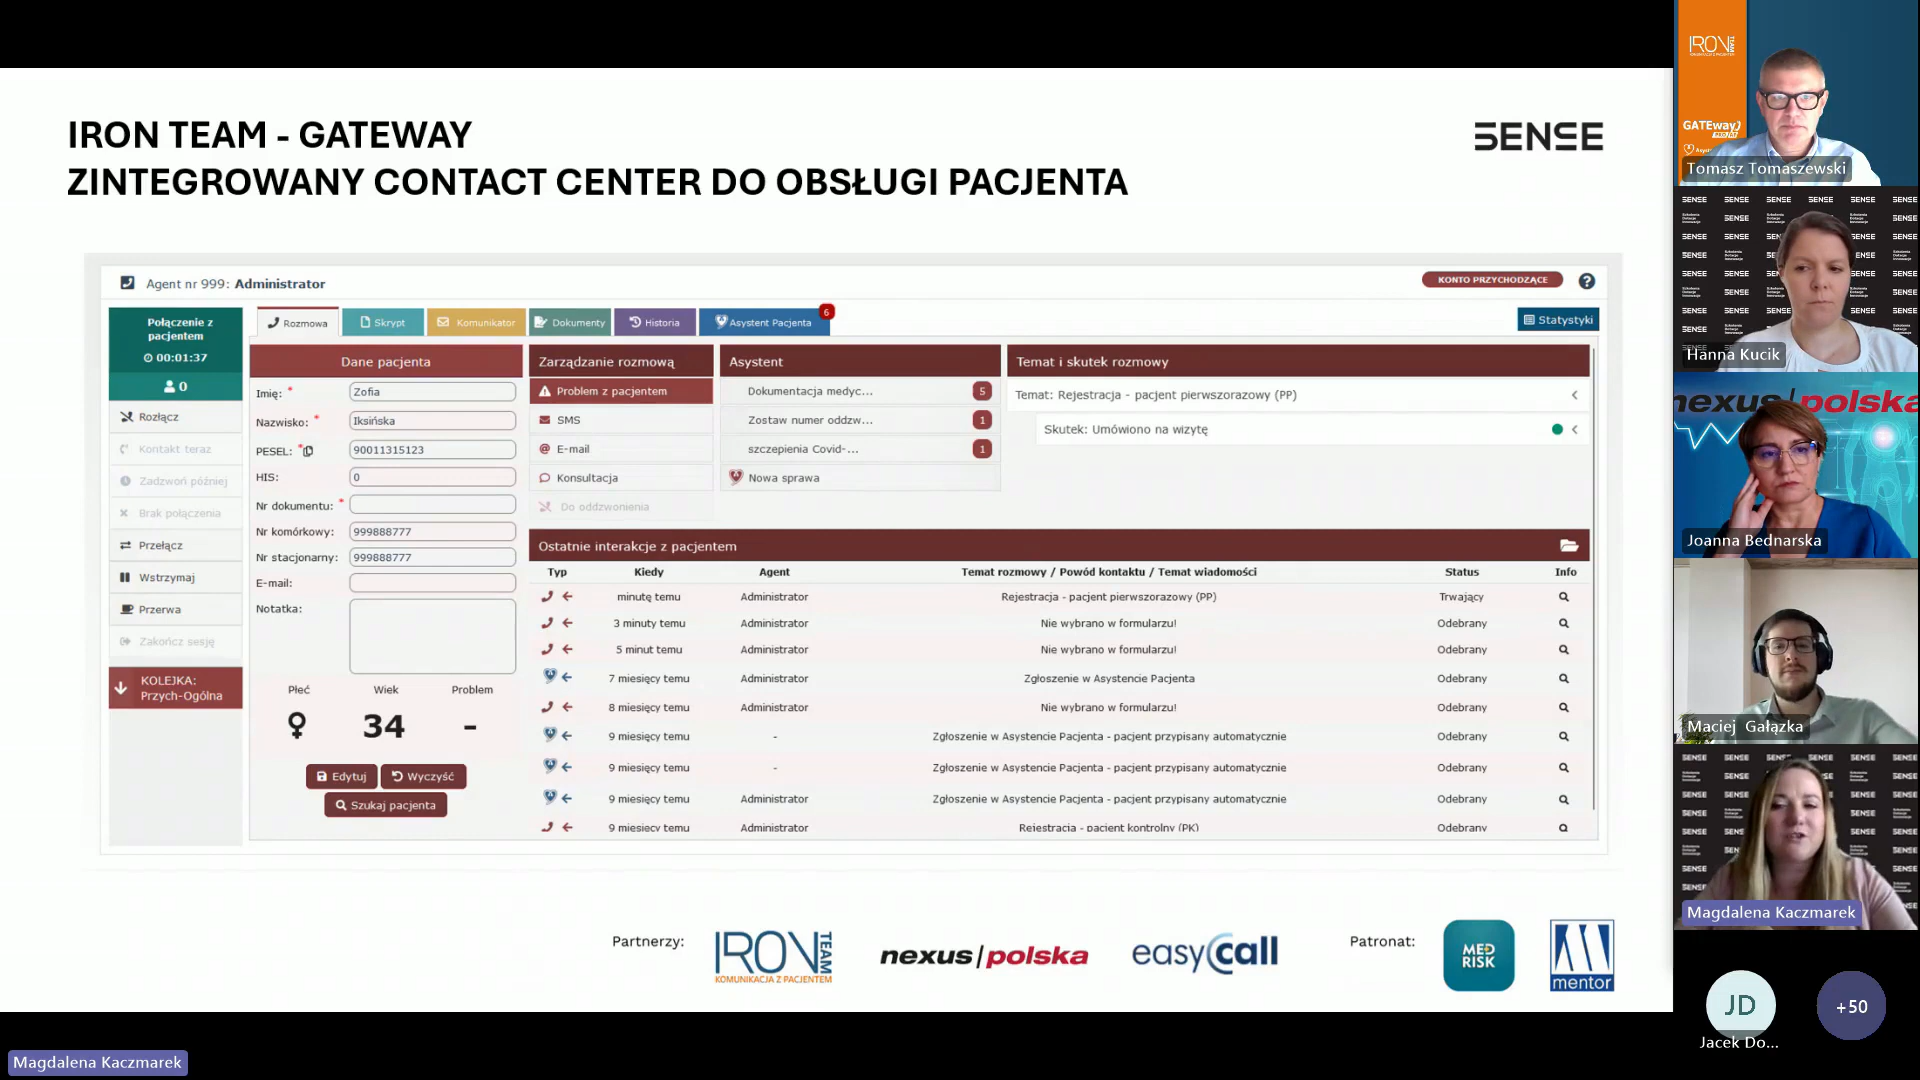 IRON TEAM - GATEWAY
ZINTEGROWANY CONTACT CENTER DO OBSŁUGI PACJENTA
SENSE
Agent nr 999: Administrator
KONTO PRZYCHODZĄCE
Połączenie z
pacjentem
00:01:37
0
Rozłącz
Kontakt teraz
Zadzwoń później
Brak połączenia
Przełącz
Wstrzymaj
Przerwa
Zakończ sesję
KOLEJKA:
Przych-Ogólna
Rozmowa
Skrypt
Komunikator
Dokumenty
Historia
Asystent Pacjenta
6
Statystyki
Dane pacjenta
Imię: * Zofia
Nazwisko: * Iksińska
PESEL: * 90011315123
HIS: 0
Nr dokumentu: *
Nr komórkowy: 999888777
Nr stacjonarny: 999888777
E-mail:
Notatka:
Płeć Wiek Problem
34 -
Edytuj
Wyczyść
Szukaj pacjenta
Zarządzanie rozmową
Problem z pacjentem
SMS
E-mail
Konsultacja
Do oddzwonienia
Asystent
Dokumentacja medyc... 5
Zostaw numer oddzw... 1
szczepienia Covid-... 1
Nowa sprawa
Temat i skutek rozmowy
Temat: Rejestracja - pacjent pierwszorazowy (PP)
Skutek: Umówiono na wizytę
Ostatnie interakcje z pacjentem
Typ Kiedy Agent Temat rozmowy / Powód kontaktu / Temat wiadomości Status Info
minutę temu Administrator Rejestracja - pacjent pierwszorazowy (PP) Trwający
3 minuty temu Administrator Nie wybrano w formularzu! Odebrany
5 minut temu Administrator Nie wybrano w formularzu! Odebrany
7 miesięcy temu Administrator Zgłoszenie w Asystencie Pacjenta Odebrany
8 miesięcy temu Administrator Nie wybrano w formularzu! Odebrany
9 miesięcy temu - Zgłoszenie w Asystencie Pacjenta - pacjent przypisany automatycznie Odebrany
9 miesięcy temu - Zgłoszenie w Asystencie Pacjenta - pacjent przypisany automatycznie Odebrany
9 miesięcy temu Administrator Zgłoszenie w Asystencie Pacjenta - pacjent przypisany automatycznie Odebrany
9 miesięcy temu Administrator Rejestracja - pacjent kontrolny (PK) Odebrany
Partnerzy:
IRON TEAM
KOMUNIKACJA Z PACJENTEM
nexus|polska
easyCall
Patronat:
MED
RISK
mentor
Magdalena Kaczmarek
IRON TEAM
GATEway
Tomasz Tomaszewski
SENSE
Hanna Kucik
nexus|polska
Joanna Bednarska
Maciej Gałązka
SENSE
Magdalena Kaczmarek
JD
Jacek Do...
+50